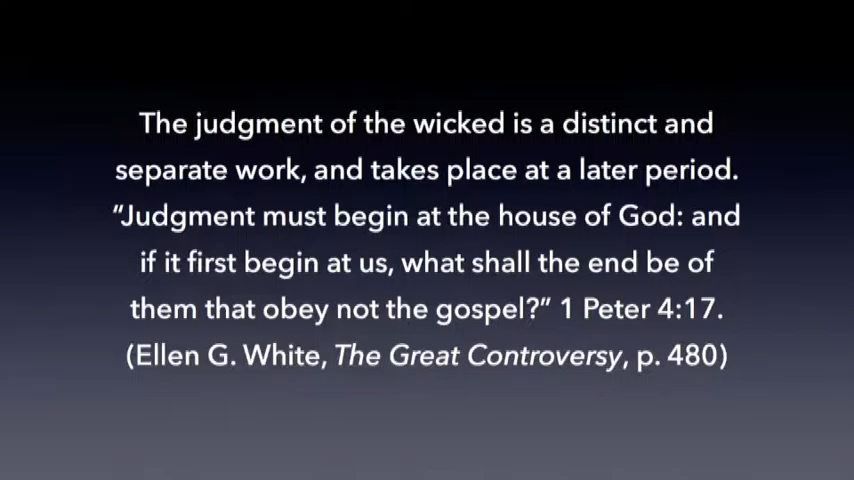 The judgment of the wicked is a distinct and
separate work, and takes place at a later period.
“Judgment must begin at the house of God: and
if it first begin at us, what shall the end be of
them that obey not the gospel?” 1 Peter 4:17.
(Ellen G. White, The Great Controversy, p. 480)